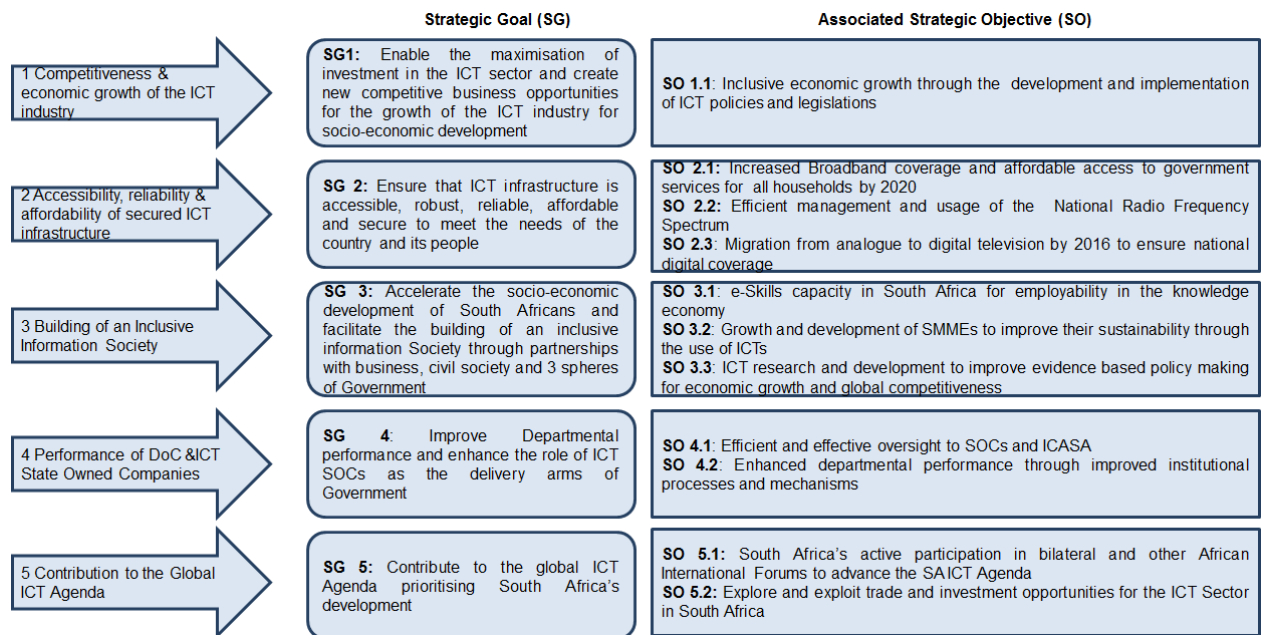 Strategic Goal (SG)
Associated Strategic Objective (SO)
1 Competitiveness &
economic growth of the ICT
industry
SG1: Enable the maximisation of
investment in the ICT sector and create
new competitive business opportunities
for the growth of the ICT industry for
socio-economic development
SO 1.1: Inclusive economic growth through the development and implementation
of ICT policies and legislations
2 Accessibility, reliability &
affordability of secured ICT
infrastructure
SG 2: Ensure that ICT infrastructure is
accessible, robust, reliable, affordable
and secure to meet the needs of the
country and its people
SO 2.1: Increased Broadband coverage and affordable access to government
services for all households by 2020
SO 2.2: Efficient management and usage of the National Radio Frequency
Spectrum
SO 2.3: Migration from analogue to digital television by 2016 to ensure national
digital coverage
3 Building of an Inclusive
Information Society
SG 3: Accelerate the socio-economic
development of South Africans and
facilitate the building of an inclusive
information Society through partnerships
with business, civil society and 3 spheres
of Government
SO 3.1: e-Skills capacity in South Africa for employability in the knowledge
economy
SO 3.2: Growth and development of SMMEs to improve their sustainability through
the use of ICTs
SO 3.3: ICT research and development to improve evidence based policy making
for economic growth and global competitiveness
4 Performance of DoC &ICT
State Owned Companies
SG 4: Improve Departmental
performance and enhance the role of ICT
SOCs as the delivery arms of
Government
SO 4.1: Efficient and effective oversight to SOCs and ICASA
SO 4.2: Enhanced departmental performance through improved institutional
processes and mechanisms
5 Contribution to the Global
ICT Agenda
SG 5: Contribute to the global ICT
Agenda prioritising South Africa's
development
SO 5.1: South Africa's active participation in bilateral and other African
International Forums to advance the SA ICT Agenda
SO 5.2: Explore and exploit trade and investment opportunities for the ICT Sector
in South Africa